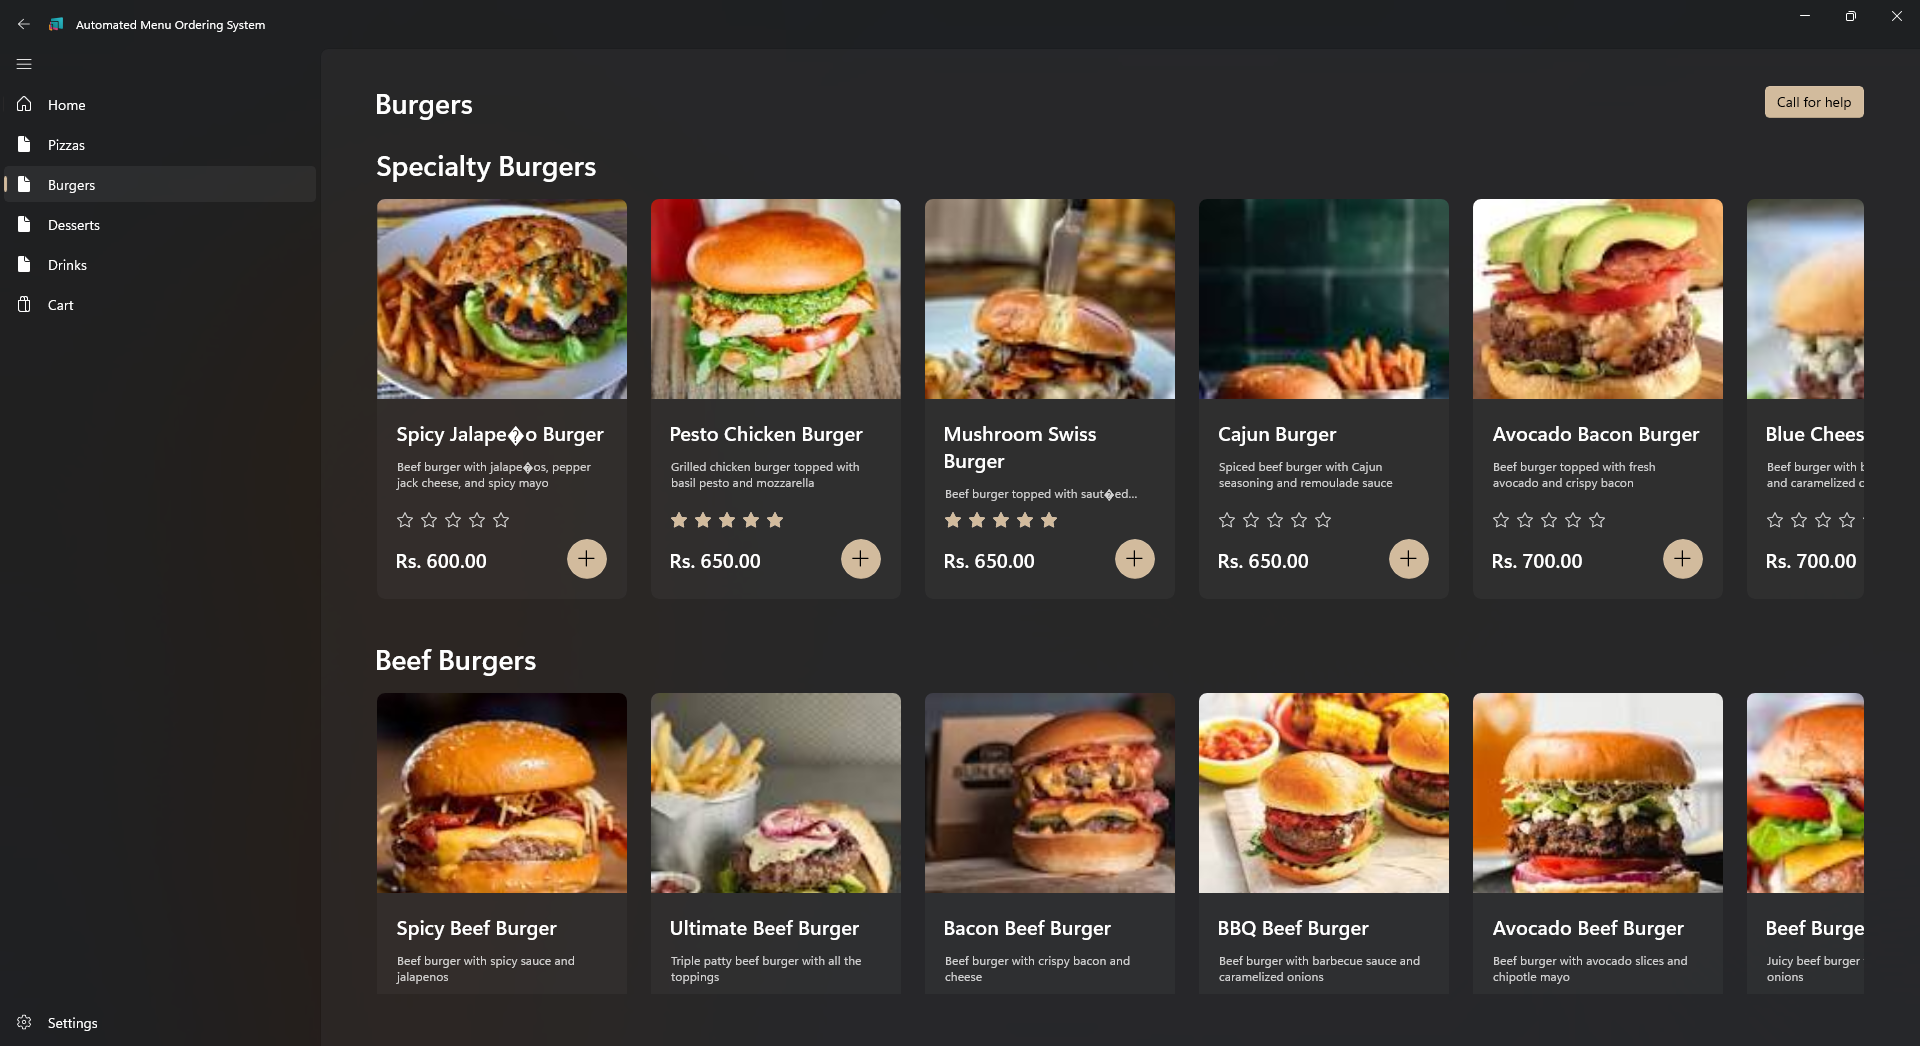 Automated Menu Ordering System
Home
Pizzas
Burgers
Desserts
Drinks
Cart
Settings
Burgers
Call for help
Specialty Burgers
Spicy Jalape�o Burger
Beef burger with jalape�os, pepper
jack cheese, and spicy mayo
Rs. 600.00
Pesto Chicken Burger
Grilled chicken burger topped with
basil pesto and mozzarella
Rs. 650.00
Mushroom Swiss
Burger
Beef burger topped with saut�ed...
Rs. 650.00
Cajun Burger
Spiced beef burger with Cajun
seasoning and remoulade sauce
Rs. 650.00
Avocado Bacon Burger
Beef burger topped with fresh
avocado and crispy bacon
Rs. 700.00
Blue Chees
Beef burger with b
and caramelized c
Rs. 700.00
Beef Burgers
Spicy Beef Burger
Beef burger with spicy sauce and
jalapenos
Ultimate Beef Burger
Triple patty beef burger with all the
toppings
Bacon Beef Burger
Beef burger with crispy bacon and
cheese
BBQ Beef Burger
Beef burger with barbecue sauce and
caramelized onions
Avocado Beef Burger
Beef burger with avocado slices and
chipotle mayo
Beef Burge
Juicy beef burger
onions